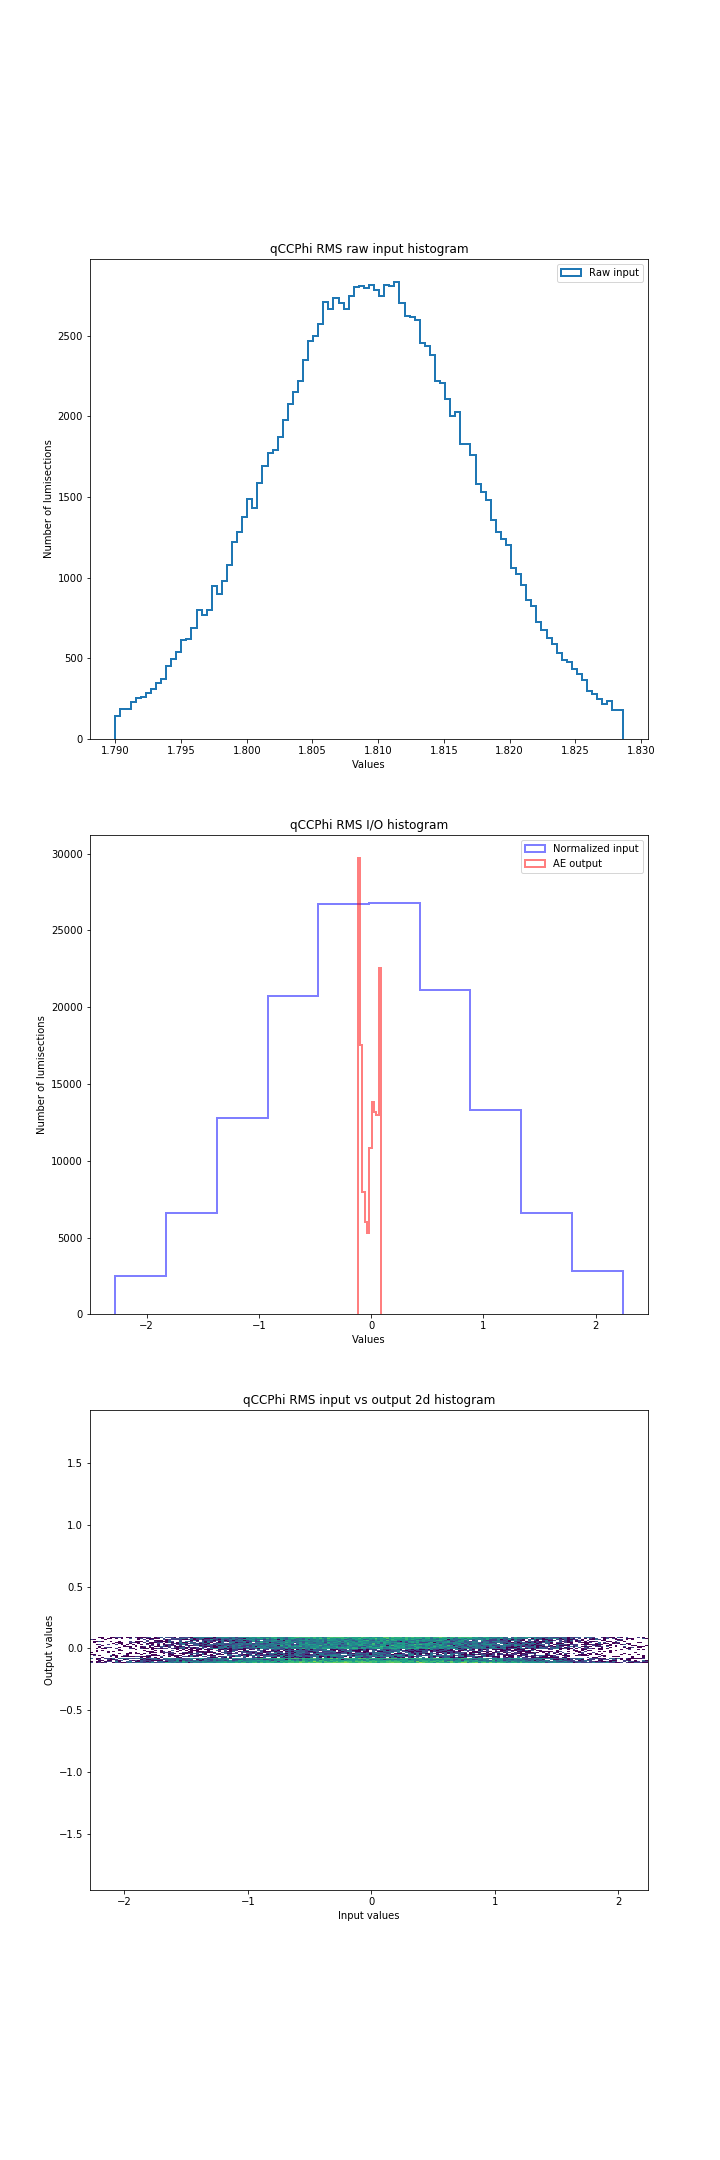 qCCPhi RMS raw input histogram
Raw input
2500
2000
1500
1000
500
0
Number of lumisections
1.790 1.795 1.800 1.805 1.810 1.815 1.820 1.825 1.830
Values
qCCPhi RMS I/O histogram
Normalized input
AE output
30000
25000
20000
15000
10000
5000
0
Number of lumisections
−2 −1 0 1 2
Values
qCCPhi RMS input vs output 2d histogram
1.5
1.0
0.5
0.0
−0.5
−1.0
−1.5
Output values
−2 −1 0 1 2
Input values